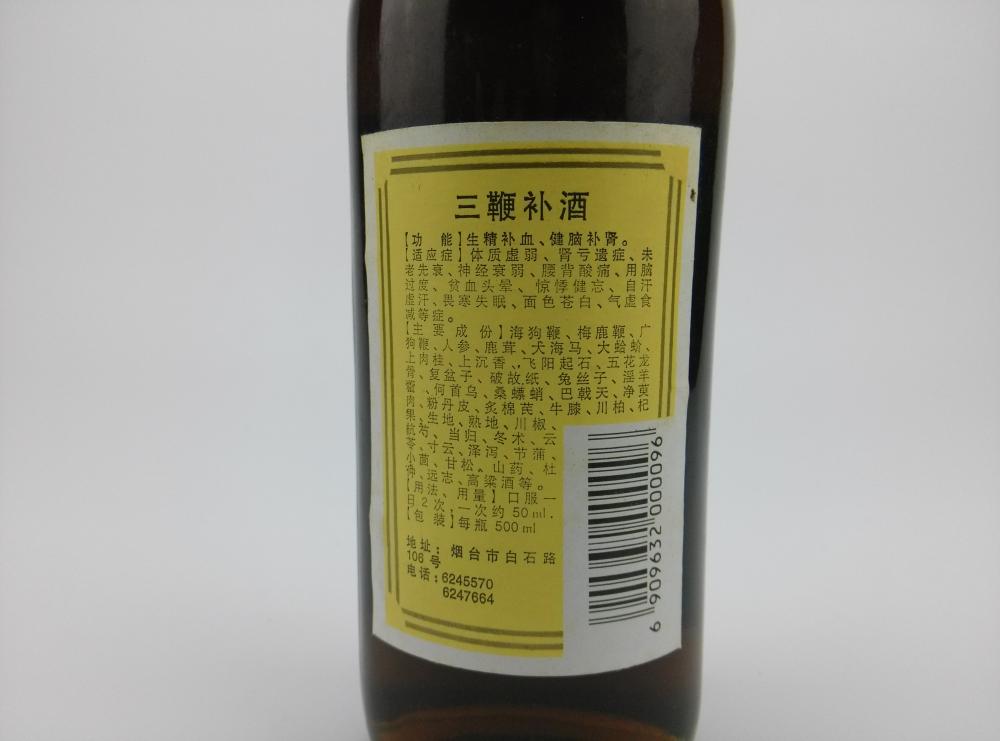 三鞭补酒
【功 能】生精补血、健脑补肾。
【适应症】体质虚弱、肾亏遗症、未
老先衰、神经衰弱、腰背酸痛、用脑
过度、贫血头晕、惊悸健忘、自汗
虚汗、畏寒失眠、面色苍白、气虚食
减等症。
【主 要 成 份】海狗鞭、梅鹿鞭、广
狗鞭、人参、鹿茸、大海马、大蛤蚧、
上肉桂、上沉香、飞阳起石、五花龙
骨、复盆子、破故纸、兔丝子、淫羊
藿、何首乌、桑螵蛸、巴戟天、净萸
肉、粉丹皮、炙棉芪、牛膝、川柏、杞
果、生地、熟地、川椒、
杭芍、当归、冬术、云
苓、寸云、泽泻、节蒲、
小茴、甘松、山药、杜
仲、远志、高粱酒等。
【用法、用量】口服一
日2次,一次约50ml.
【包 装】每瓶500ml
地址：烟台市白石路
106号
电话：6245570
6247664
6 909632 000096